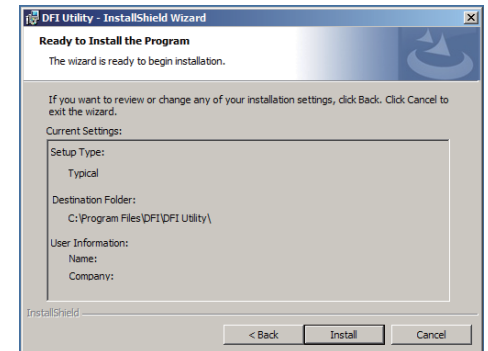 DFI Utility - InstallShield Wizard
Ready to Install the Program
The wizard is ready to begin installation.
If you want to review or change any of your installation settings, click Back. Click Cancel to
exit the wizard.
Current Settings:
Setup Type:
Typical
Destination Folder:
C:\Program Files\DFI\DFI Utility\
User Information:
Name:
Company:
InstallShield
< Back Install Cancel